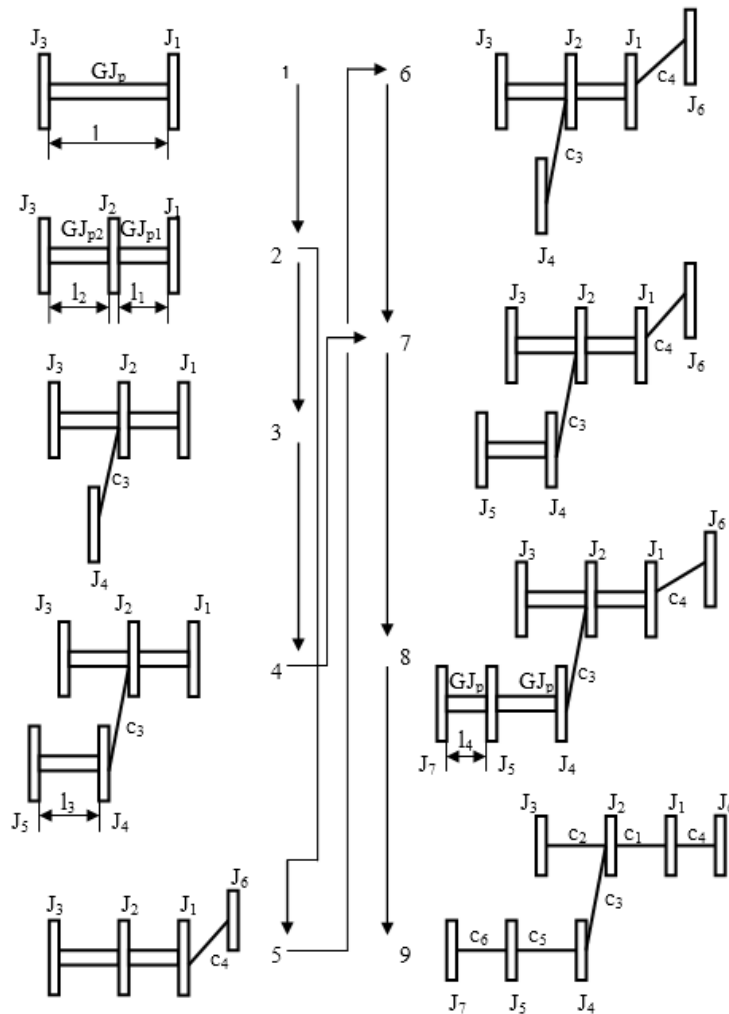 J₃ J₁
GJₚ
l
1
J₃ J₂ J₁
GJₚ₂ GJₚ₁
l₂ l₁
2
J₃ J₂ J₁
c₃
J₄
3
J₃ J₂ J₁
c₃
J₅ l₃ J₄
4
J₃ J₂ J₁ J₆
c₄
5
6
J₃ J₂ J₁
c₄
J₆
c₃
J₄
7
J₃ J₂ J₁
c₄
J₆
c₃
J₅ J₄
8
J₃ J₂ J₁ J₆
c₄
c₃
GJₚ GJₚ
l₄
J₇ J₅ J₄
9
J₃ J₂ J₁
c₂ c₁ c₄
c₃
c₆ c₅
J₇ J₅ J₄